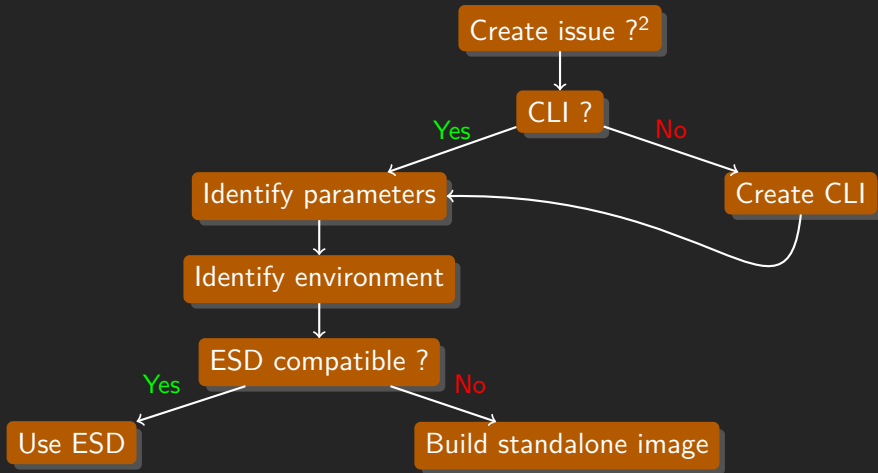 Create issue ?²
CLI ?
Yes
No
Identify parameters
Create CLI
Identify environment
ESD compatible ?
Yes
No
Use ESD
Build standalone image